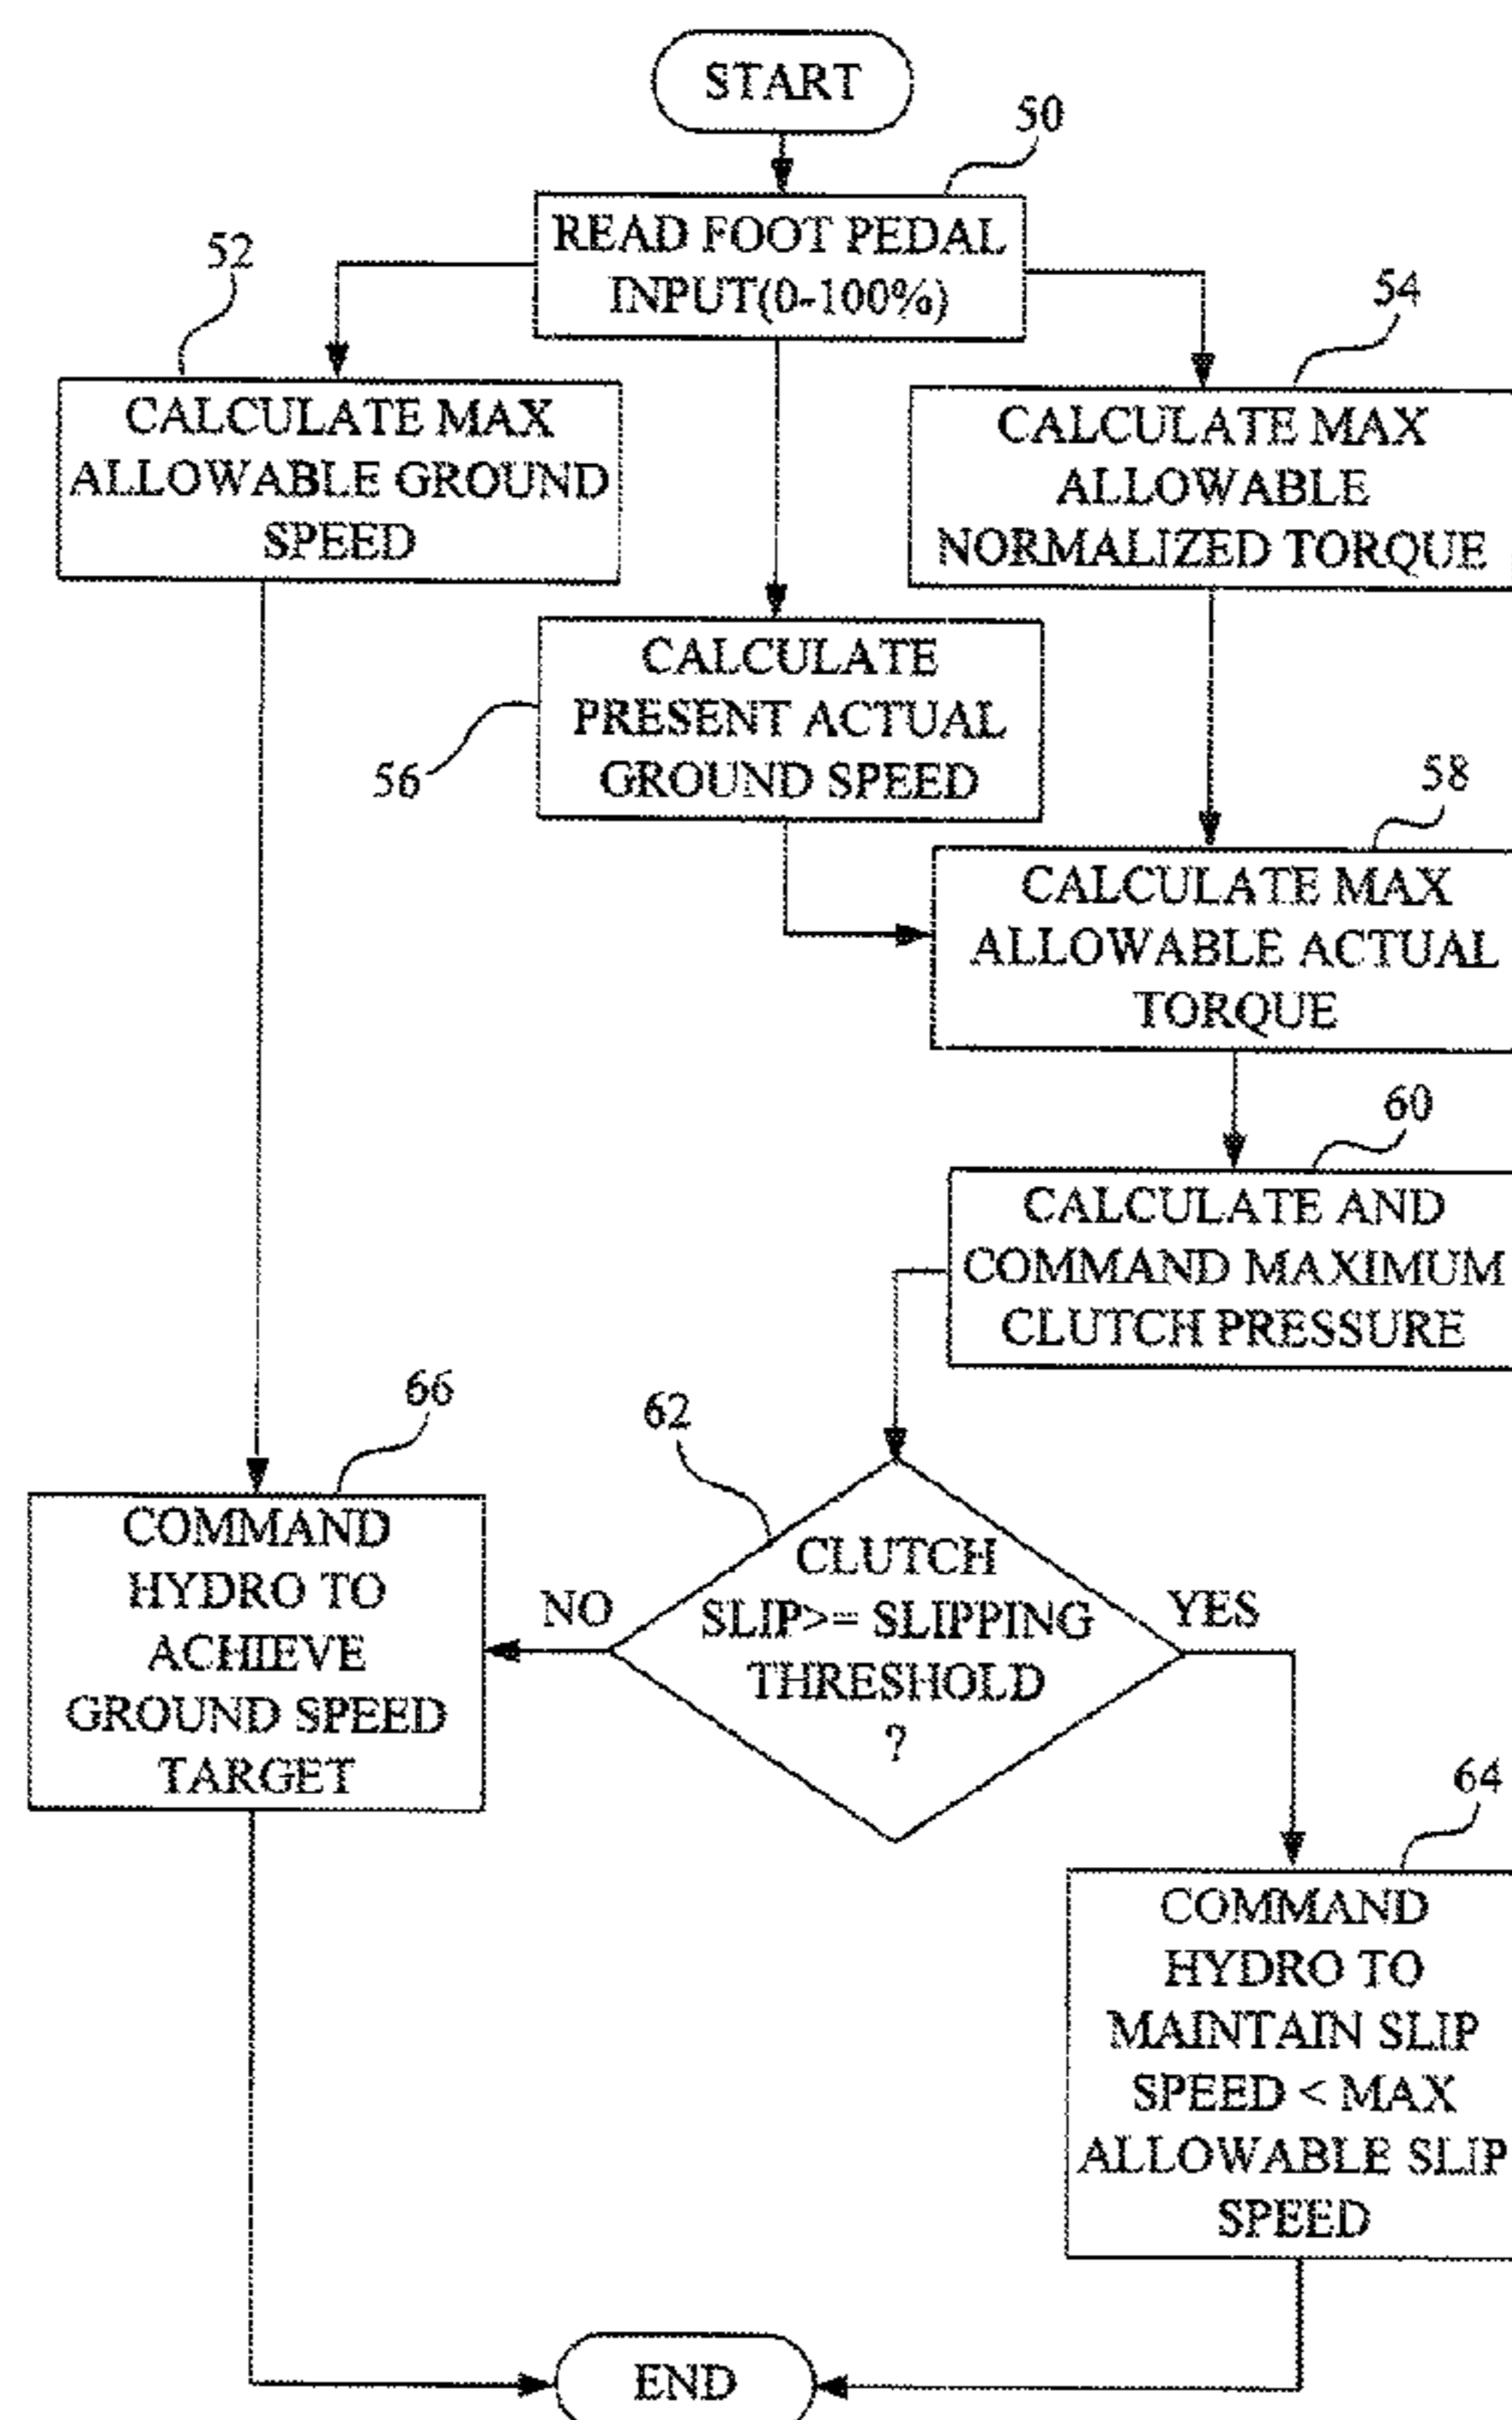 START
50
READ FOOT PEDAL
INPUT(0-100%)
52
CALCULATE MAX
ALLOWABLE GROUND
SPEED
54
CALCULATE MAX
ALLOWABLE
NORMALIZED TORQUE
56
CALCULATE
PRESENT ACTUAL
GROUND SPEED
58
CALCULATE MAX
ALLOWABLE ACTUAL
TORQUE
60
CALCULATE AND
COMMAND MAXIMUM
CLUTCH PRESSURE
62
CLUTCH
SLIP>= SLIPPING
THRESHOLD
?
NO
YES
66
COMMAND
HYDRO TO
ACHIEVE
GROUND SPEED
TARGET
64
COMMAND
HYDRO TO
MAINTAIN SLIP
SPEED < MAX
ALLOWABLE SLIP
SPEED
END